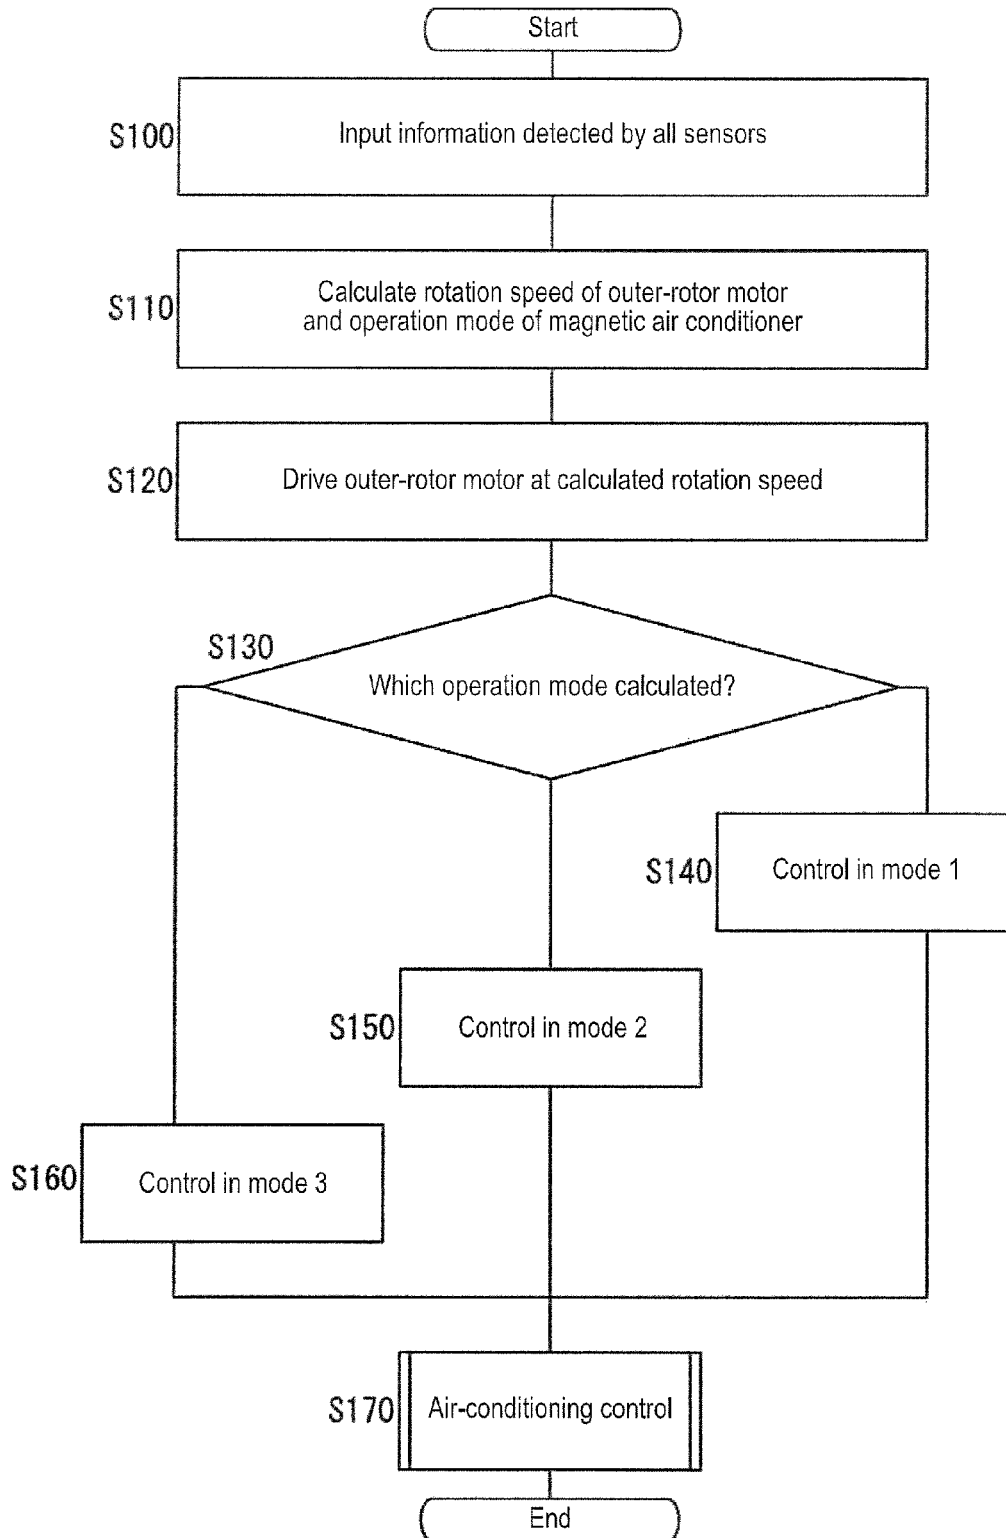 Start
S100
Input information detected by all sensors
S110
Calculate rotation speed of outer-rotor motor
and operation mode of magnetic air conditioner
S120
Drive outer-rotor motor at calculated rotation speed
S130
Which operation mode calculated?
S140
Control in mode 1
S150
Control in mode 2
S160
Control in mode 3
S170
Air-conditioning control
End